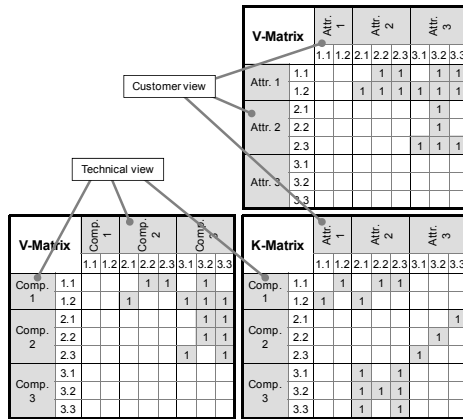 V-Matrix
Attr. 1
Attr. 2
Attr. 3
1.1 1.2 2.1 2.2 2.3 3.1 3.2 3.3
Attr. 1
1.1 1 1 1 1
1.2 1 1 1 1 1 1
Attr. 2
2.1 1
2.2 1
2.3 1 1 1
Attr. 3
3.1
3.2
3.3
Customer view
Technical view
V-Matrix
Comp. 1
Comp. 2
Comp. 3
1.1 1.2 2.1 2.2 2.3 3.1 3.2 3.3
Comp. 1
1.1 1 1 1
1.2 1 1 1 1
Comp. 2
2.1 1 1
2.2 1 1
2.3 1 1
Comp. 3
3.1
3.2
3.3
K-Matrix
Attr. 1
Attr. 2
Attr. 3
1.1 1.2 2.1 2.2 2.3 3.1 3.2 3.3
Comp. 1
1.1 1 1 1
1.2 1 1
Comp. 2
2.1 1
2.2 1
2.3 1
Comp. 3
3.1 1 1
3.2 1 1 1
3.3 1 1